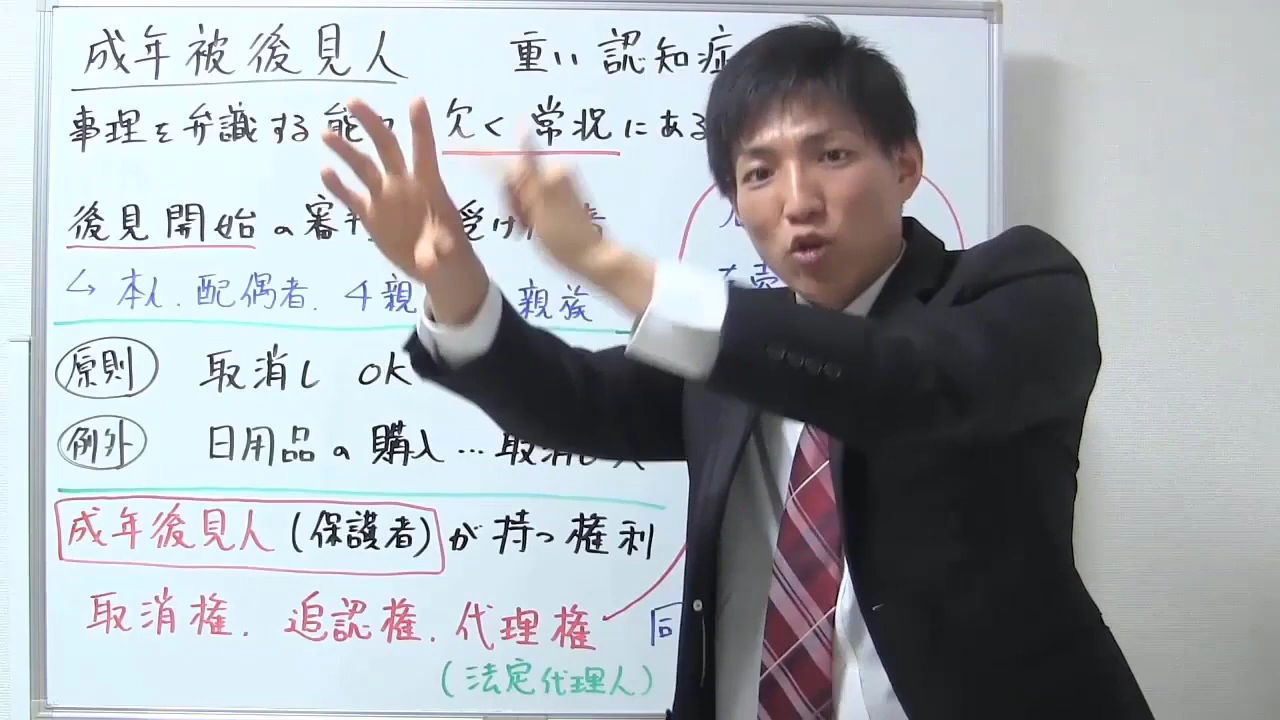 成年被後見人　重い認知症
事理を弁識する能 欠く常況にある
後見開始の審判 受け 者
↳ 本人.配偶者.4親 親族
原則　取消し OK
例外　日用品の購入…取消し
成年後見人(保護者)が持つ権利
取消権.追認権.代理権　同
(法定代理人)